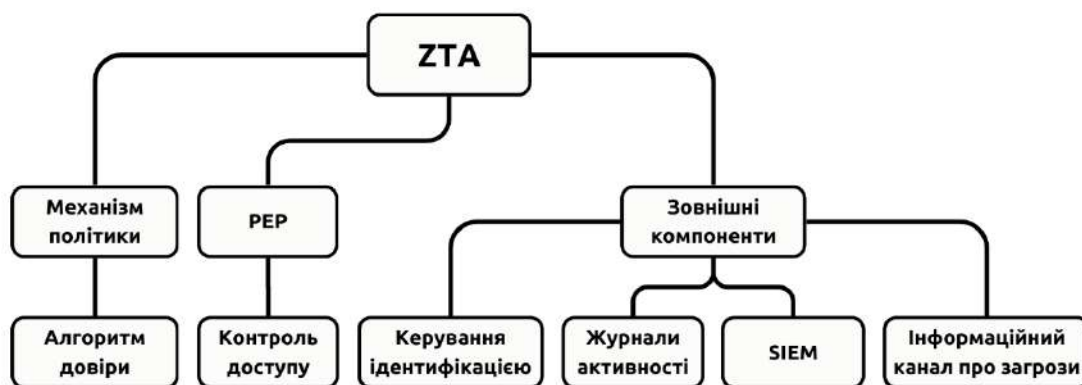 ZTA
Механізм
політики
PEP
Зовнішні
компоненти
Алгоритм
довіри
Контроль
доступу
Керування
ідентифікацією
Журнали
активності
SIEM
Інформаційний
канал про загрози